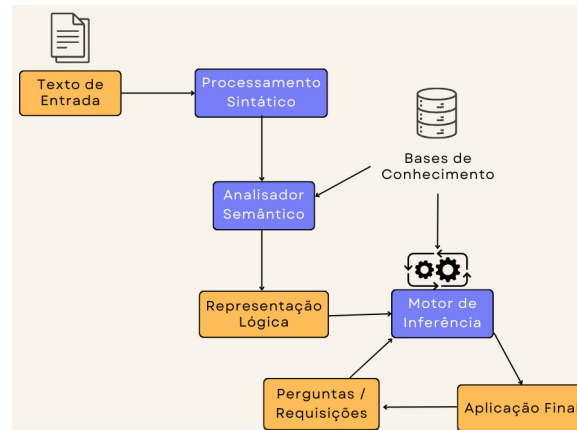 Texto de
Entrada
Processamento
Sintático
Bases de
Conhecimento
Analisador
Semântico
Representação
Lógica
Motor de
Inferência
Perguntas /
Requisições
Aplicação Final